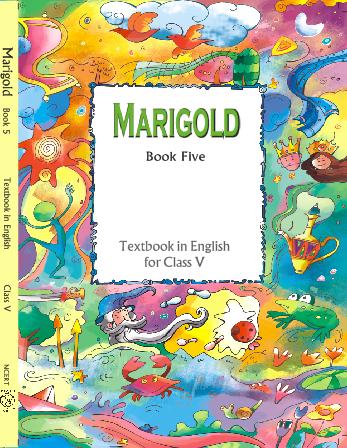 Marigold Book 5 Textbook in English Class V NCERT
MARIGOLD
Book Five
Textbook in English
for Class V